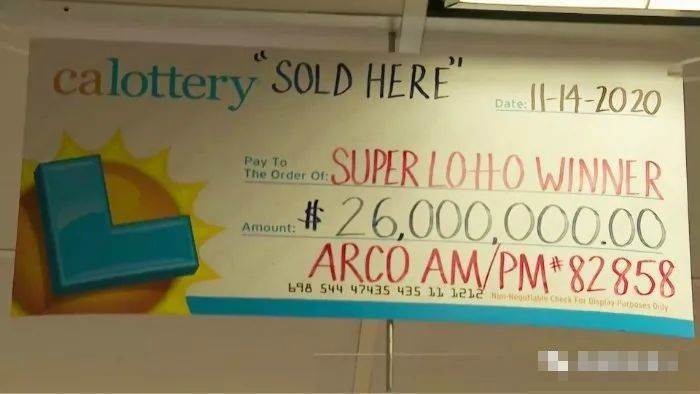 calottery "SOLD HERE"
Date: 11-14-2020
Pay To
The Order Of: SUPER LOTTO WINNER
Amount: $ 26,000,000.00
ARCO AM/PM #82858
698 544 47435 435 11 1212 Non-Negotiable Check For Display Purposes Only